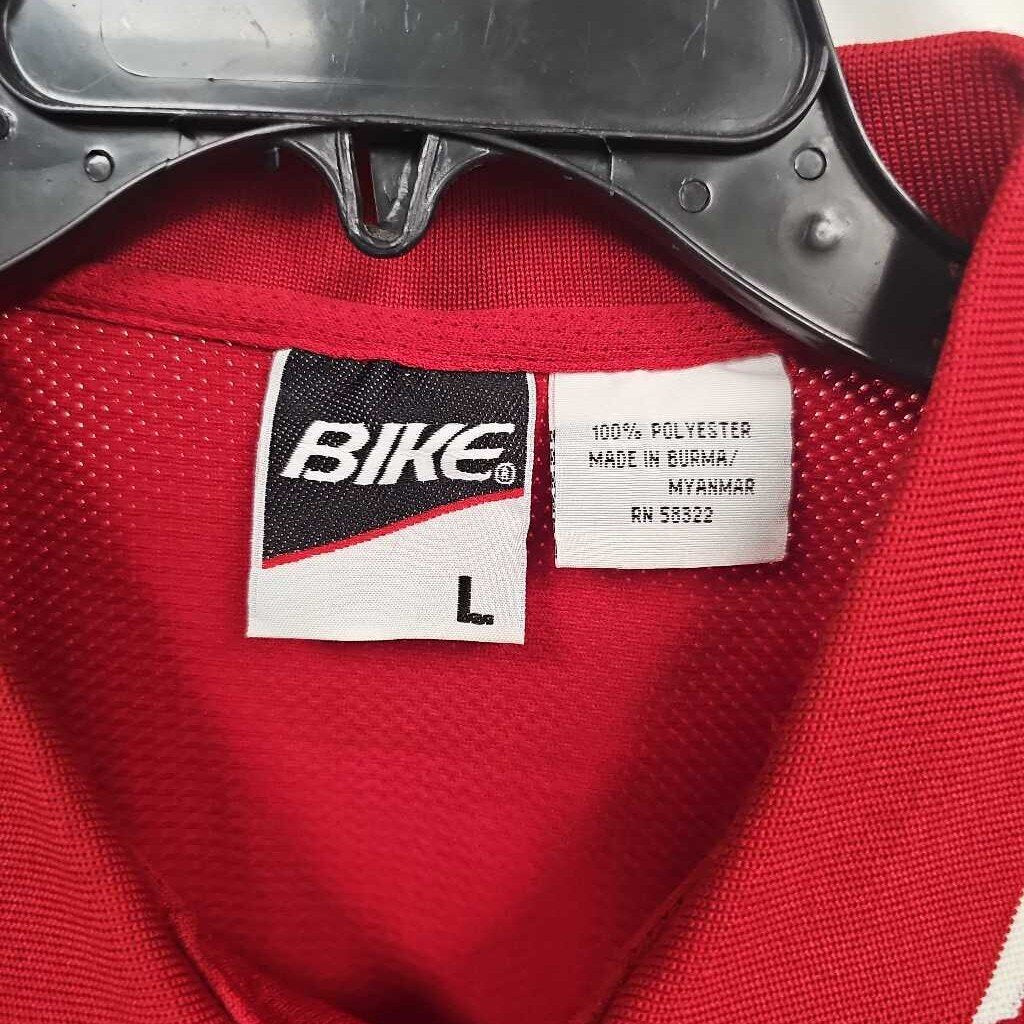 BIKE®
L
100% POLYESTER
MADE IN BURMA/
MYANMAR
RN 58322